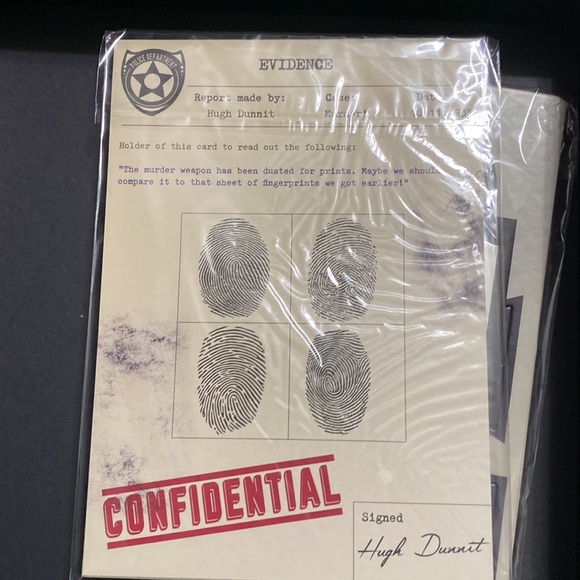 POLICE DEPARTMENT
EVIDENCE
Report made by: Case:
Hugh Dunnit Murder!
Holder of this card to read out the following:
"The murder weapon has been dusted for prints. Maybe we should
compare it to that sheet of fingerprints we got earlier!"
CONFIDENTIAL
Signed
Hugh Dunnit